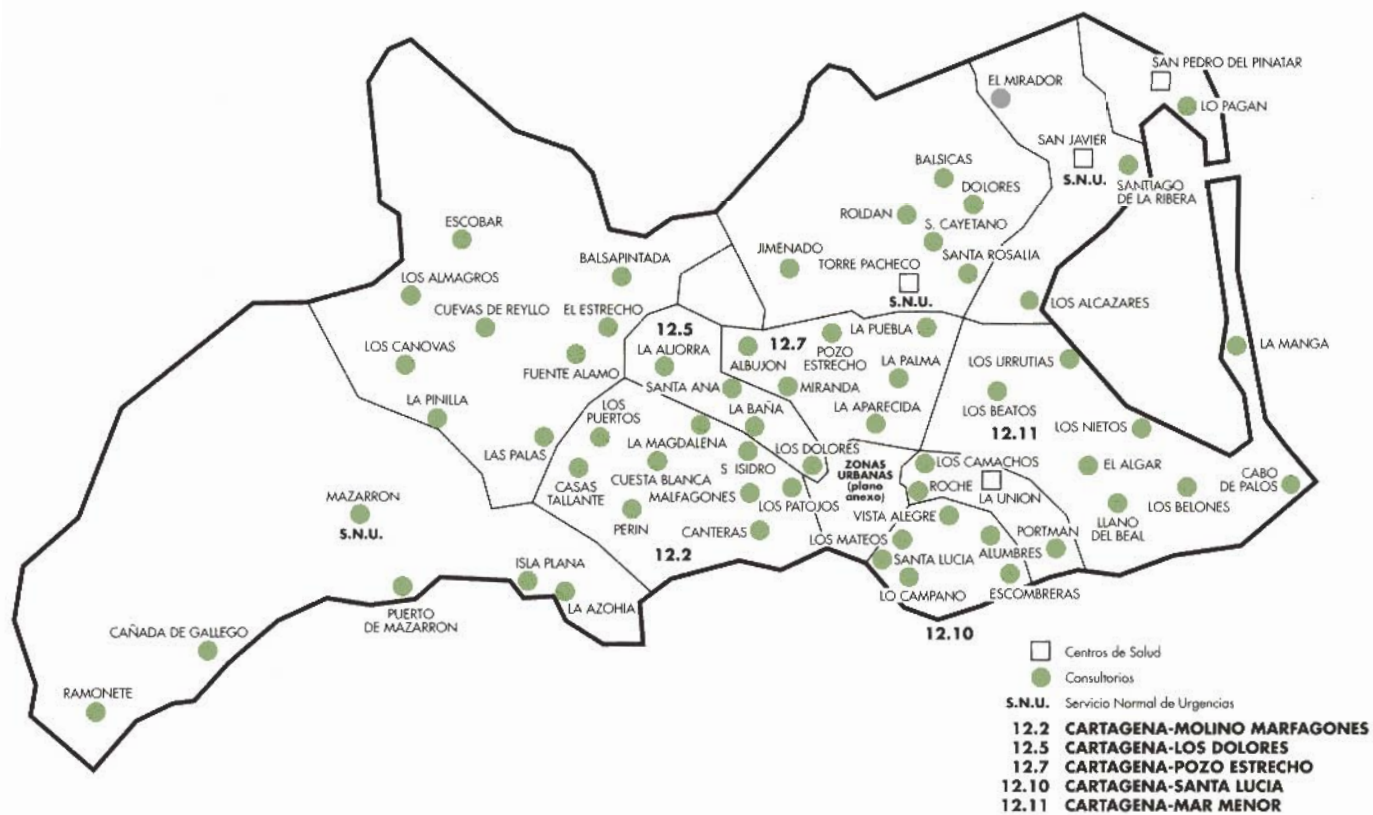 SAN PEDRO DEL PINATAR
EL MIRADOR
LO PAGAN
SAN JAVIER
S.N.U.
SANTIAGO
DE LA RIBERA
BALSICAS
DOLORES
ROLDAN
S. CAYETANO
ESCOBAR
BALSAPINTADA
JIMENADO
TORRE PACHECO
S.N.U.
SANTA ROSALIA
LOS ALMAGROS
LOS ALCAZARES
CUEVAS DE REYLLO
EL ESTRECHO
12.5
LA PUEBLA
LOS CANOVAS
FUENTE ALAMO
LA ALJORRA
ALBUJON
12.7
POZO
ESTRECHO
LA PALMA
LOS URRUTIAS
LA MANGA
SANTA ANA
MIRANDA
LA PINILLA
LOS
PUERTOS
LA BAÑA
LA APARECIDA
LOS BEATOS
12.11
LOS NIETOS
LAS PALAS
LA MAGDALENA
S. ISIDRO
LOS DOLORES
ZONAS
URBANAS
(plano
anexo)
LOS CAMACHOS
EL ALGAR
CASAS
TALLANTE
CUESTA BLANCA
MALFAGONES
LOS PATOJOS
ROCHE
LA UNION
CABO
DE PALOS
LOS BELONES
LLANO
DEL BEAL
MAZARRON
S.N.U.
PERIN
CANTERAS
VISTA ALEGRE
LOS MATEOS
PORTMAN
12.2
SANTA LUCIA
ALUMBRES
ISLA PLANA
LA AZOHIA
LO CAMPANO
ESCOMBRERAS
PUERTO
DE MAZARRON
CAÑADA DE GALLEGO
12.10
RAMONETE
Centros de Salud
Consultorios
S.N.U. Servicio Normal de Urgencias
12.2 CARTAGENA-MOLINO MARFAGONES
12.5 CARTAGENA-LOS DOLORES
12.7 CARTAGENA-POZO ESTRECHO
12.10 CARTAGENA-SANTA LUCIA
12.11 CARTAGENA-MAR MENOR